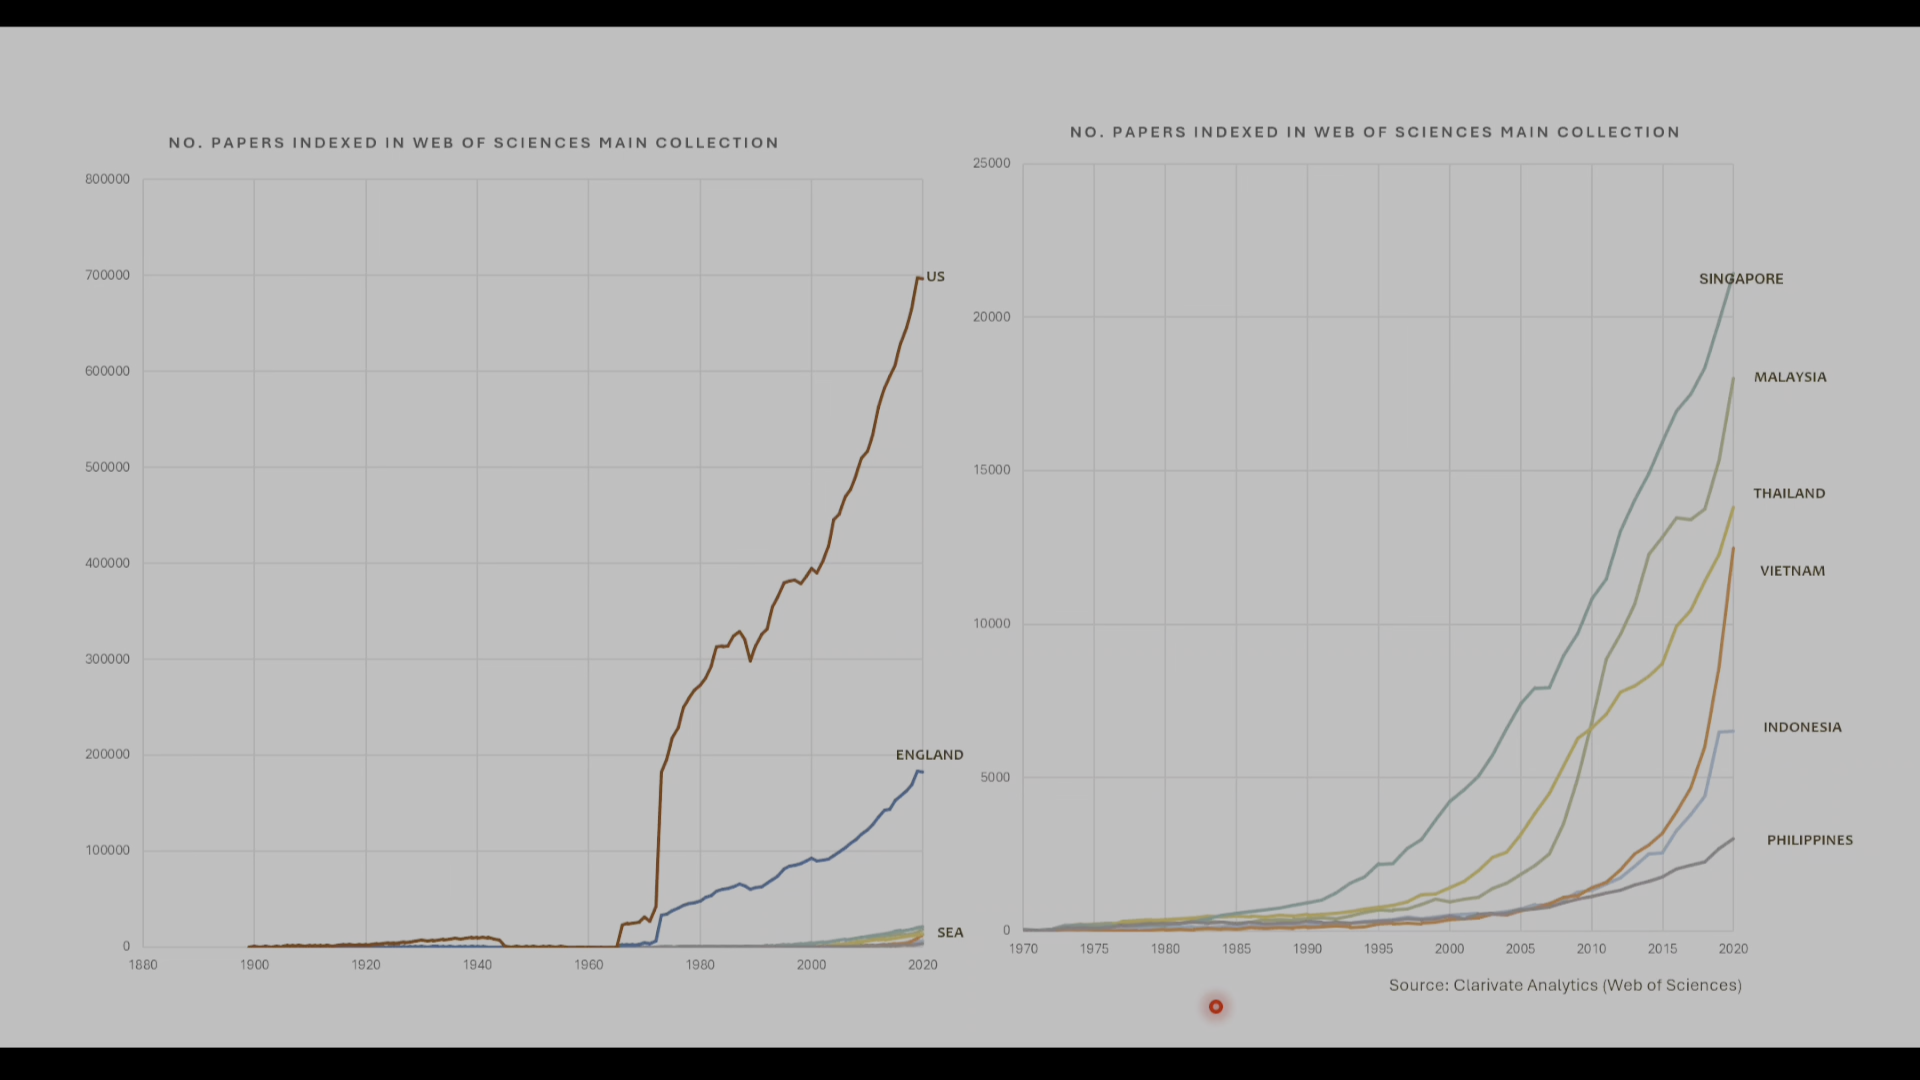 NO. PAPERS INDEXED IN WEB OF SCIENCES MAIN COLLECTION
800000
700000
600000
500000
400000
300000
200000
100000
0
1880
1900
1920
1940
1960
1980
2000
2020
US
ENGLAND
SEA
NO. PAPERS INDEXED IN WEB OF SCIENCES MAIN COLLECTION
25000
20000
15000
10000
5000
0
1970
1975
1980
1985
1990
1995
2000
2005
2010
2015
2020
SINGAPORE
MALAYSIA
THAILAND
VIETNAM
INDONESIA
PHILIPPINES
Source: Clarivate Analytics (Web of Sciences)